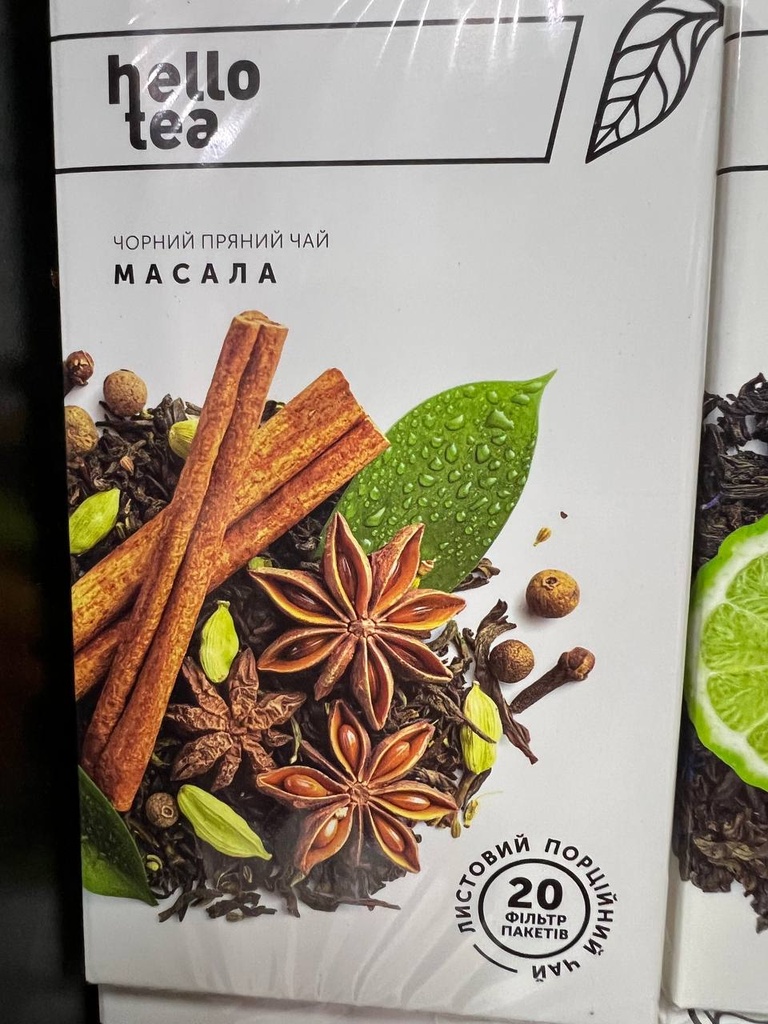 hello
tea
ЧОРНИЙ ПРЯНИЙ ЧАЙ
МАСАЛА
ЛИСТОВИЙ ПОРЦІЙНИЙ ЧАЙ
20
ФІЛЬТР
ПАКЕТІВ